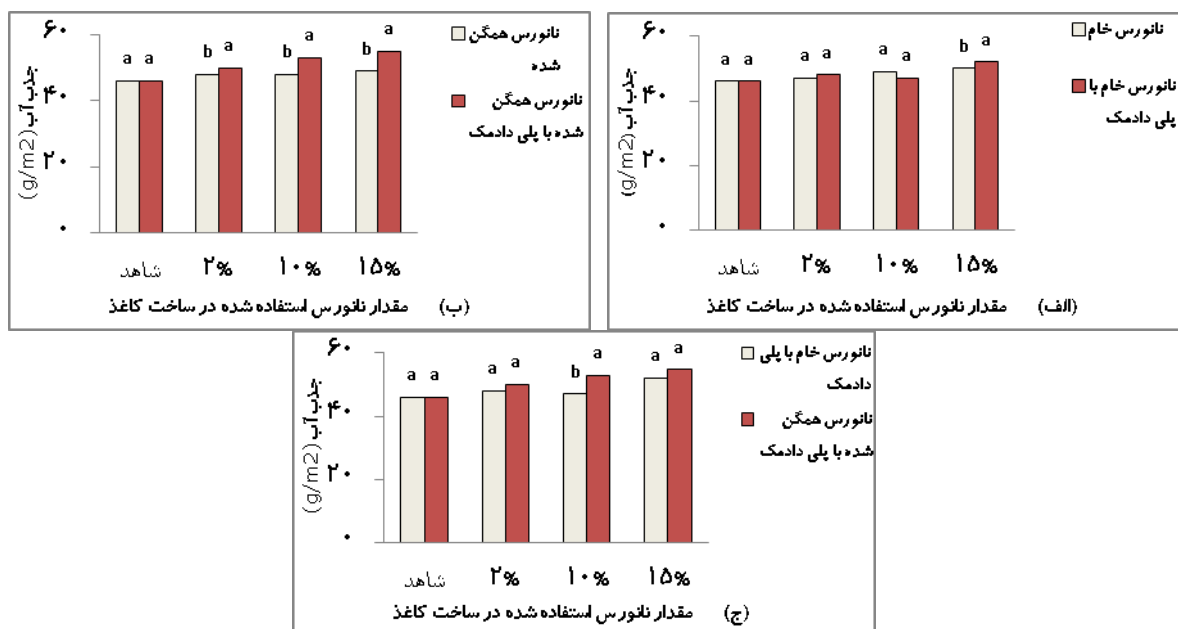 ۶۰
۴۰
۲۰
۰
جذب آب (g/m2)
a a a a a a b a
شاهد ۲% ۱۰% ۱۵%
نانورس خام
نانورس خام با
پلی دادمک
(الف) مقدار نانورس استفاده شده در ساخت کاغذ
۶۰
۴۰
۲۰
۰
جذب آب (g/m2)
a a b a b a b a
شاهد ۲% ۱۰% ۱۵%
نانورس همگن
شده
نانورس همگن
شده با پلی دادمک
(ب) مقدار نانورس استفاده شده در ساخت کاغذ
۶۰
۴۰
۲۰
۰
جذب آب (g/m2)
a a a a b a a a
شاهد ۲% ۱۰% ۱۵%
نانورس خام با پلی
دادمک
نانورس همگن
شده با پلی دادمک
(ج) مقدار نانورس استفاده شده در ساخت کاغذ